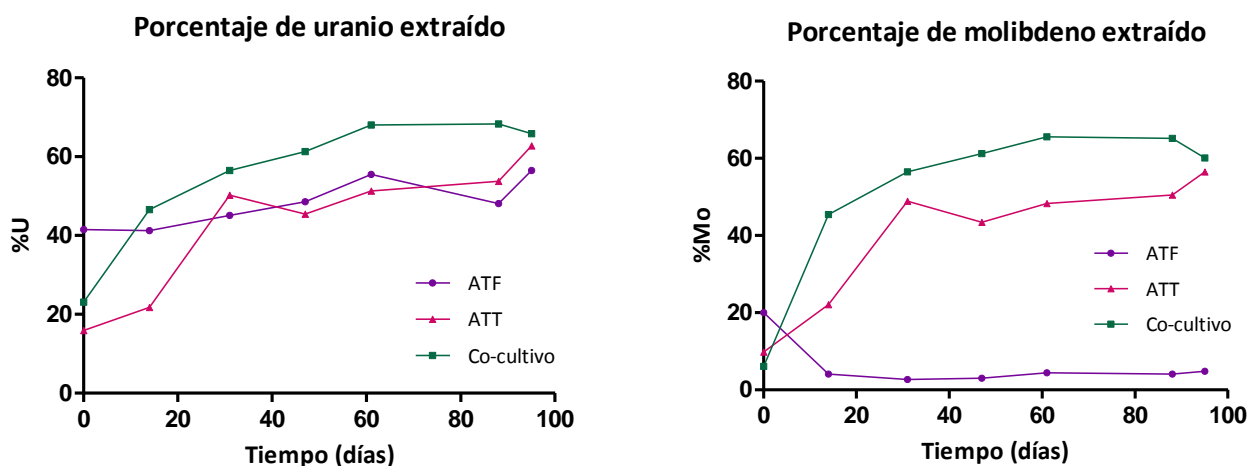 Porcentaje de uranio extraído
80
60
40
20
0
%U
0
20
40
60
80
100
Tiempo (días)
ATF
ATT
Co-cultivo
Porcentaje de molibdeno extraído
80
60
40
20
0
%Mo
0
20
40
60
80
100
Tiempo (días)
ATF
ATT
Co-cultivo